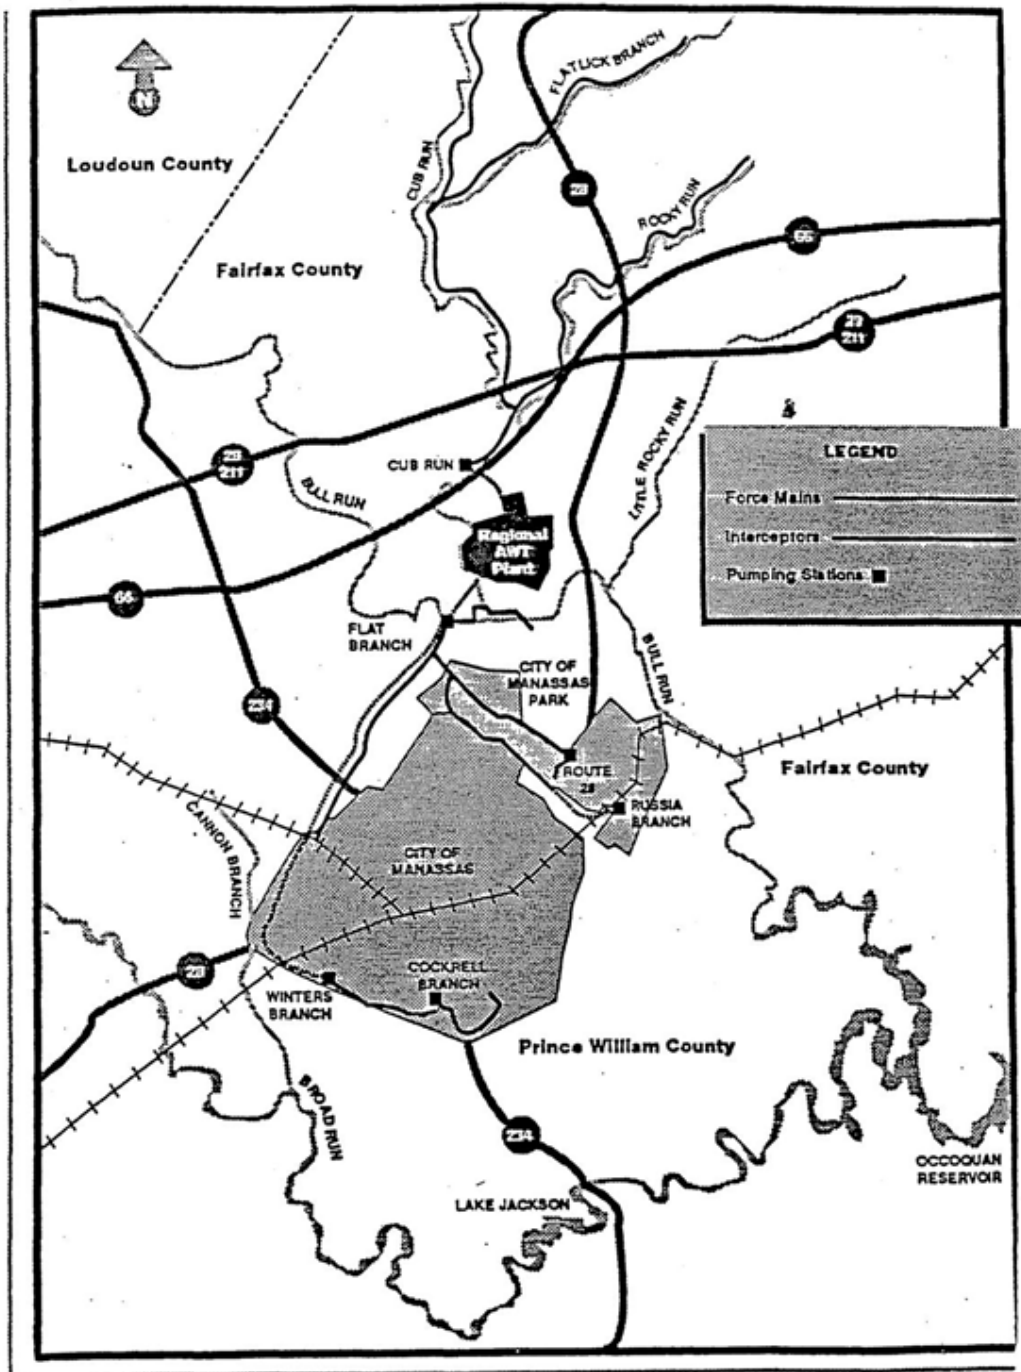 N
Loudoun County
Fairfax County
FLATLICK BRANCH
CUB RUN
28
ROCKY RUN
66
29
211
LITTLE ROCKY RUN
29
211
CUB RUN
BULL RUN
LEGEND
Force Mains
Interceptors
Pumping Stations
Regional
AWT
Plant
66
FLAT
BRANCH
BULL RUN
CITY OF
MANASSAS
PARK
234
ROUTE
28
Fairfax County
RUSSIA
BRANCH
CANNON BRANCH
CITY OF
MANASSAS
28
WINTERS
BRANCH
COCKRELL
BRANCH
Prince William County
BROAD RUN
234
OCCOQUAN
RESERVOIR
LAKE JACKSON